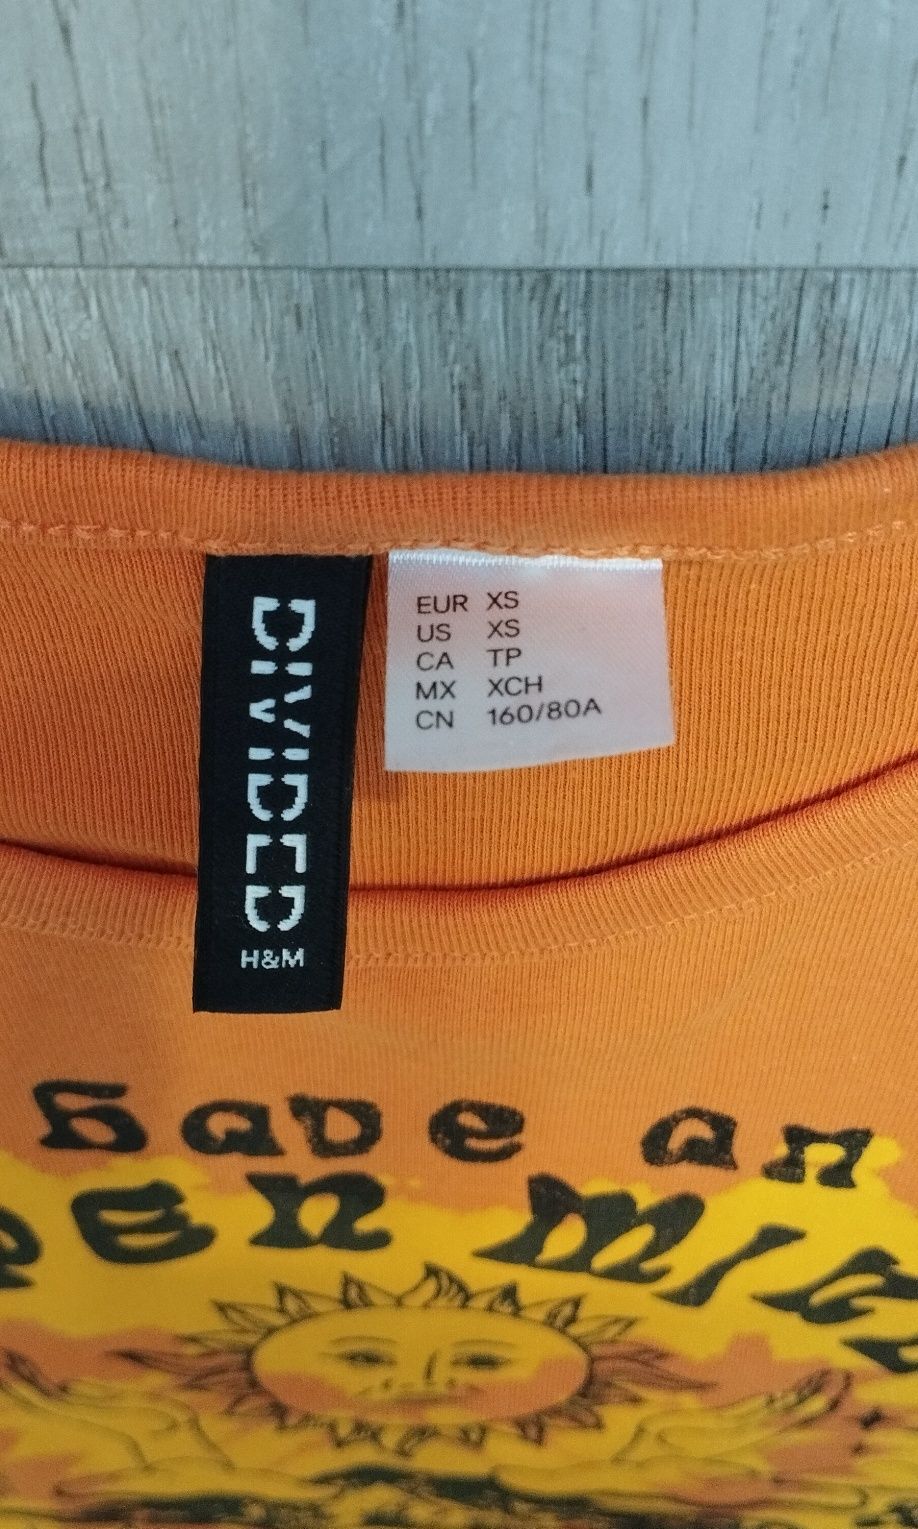 DIVIDED
H&M
EUR XS
US XS
CA TP
MX XCH
CN 160/80A
Have an